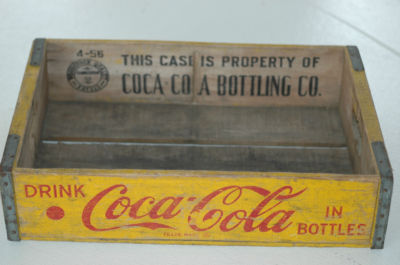 4-56
THIS CASE IS PROPERTY OF
COCA-COLA BOTTLING CO.
DRINK
Coca-Cola
IN
BOTTLES